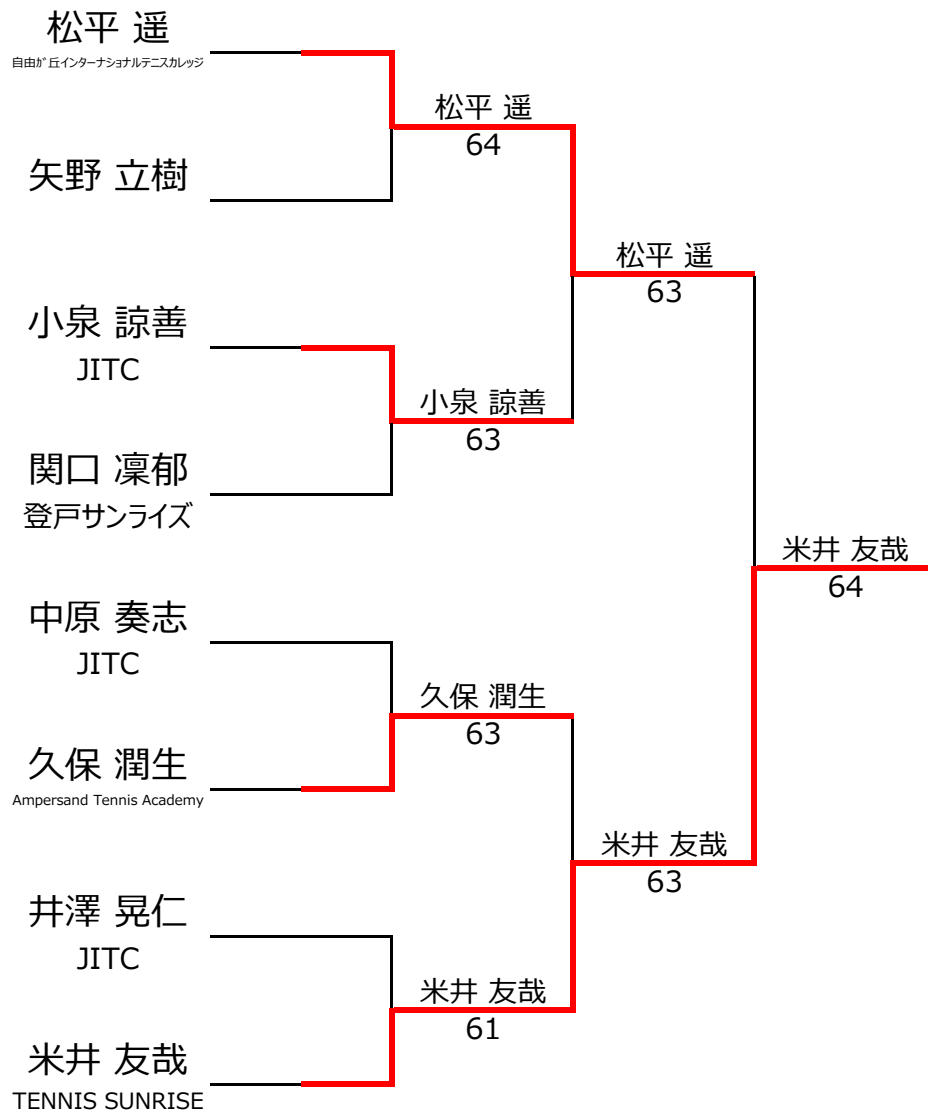 松平 遥
自由が丘インターナショナルテニスカレッジ
矢野 立樹
小泉 諒善
JITC
関口 凜郁
登戸サンライズ
中原 奏志
JITC
久保 潤生
Ampersand Tennis Academy
井澤 晃仁
JITC
米井 友哉
TENNIS SUNRISE
松平 遥
64
小泉 諒善
63
久保 潤生
63
米井 友哉
61
松平 遥
63
米井 友哉
63
米井 友哉
64